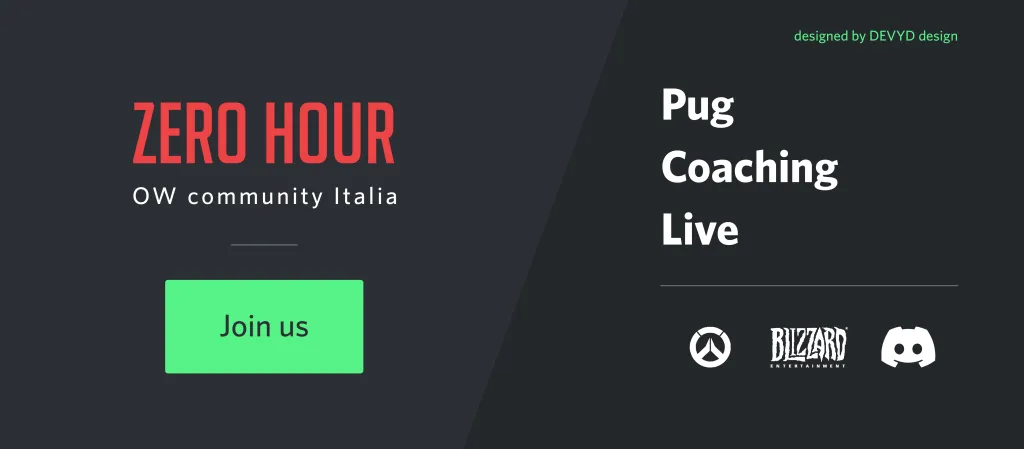 ZERO HOUR
OW community Italia
Join us
designed by DEVYD design
Pug
Coaching
Live
BLIZZARD
ENTERTAINMENT